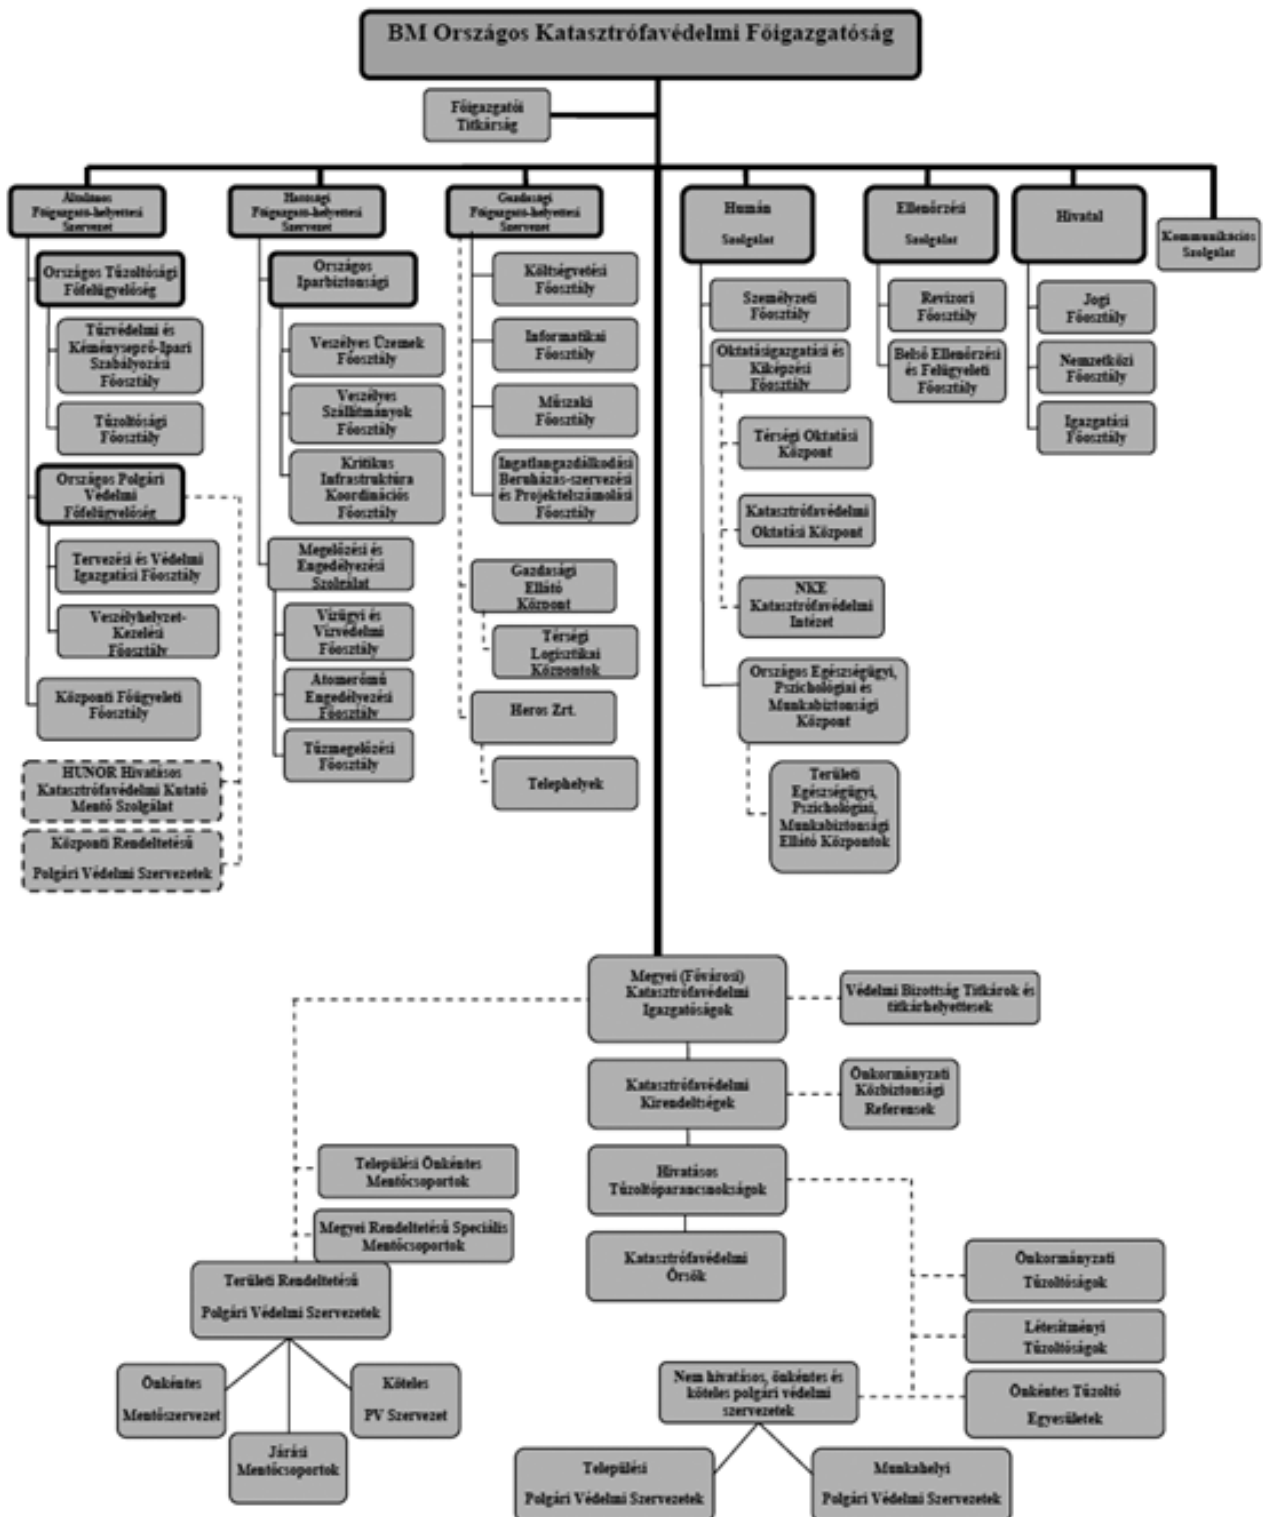 BM Országos Katasztrófavédelmi Főigazgatóság
Főigazgatói
Titkárság
Általános
Főigazgató-helyettesi
Szervezet
Hatósági
Főigazgató-helyettesi
Szervezet
Gazdasági
Főigazgató-helyettesi
Szervezet
Humán
Szolgálat
Ellenőrzési
Szolgálat
Hivatal
Kommunikációs
Szolgálat
Országos Tűzoltósági
Főfelügyelőség
Tűzvédelmi és
Kéményseprő-Ipari
Szabályozási
Főosztály
Tűzoltósági
Főosztály
Országos Polgári
Védelmi
Főfelügyelőség
Tervezési és Védelmi
Igazgatási Főosztály
Veszélyhelyzet-
Kezelési
Főosztály
Központi Főügyeleti
Főosztály
HUNOR Hivatásos
Katasztrófavédelmi Kutató
Mentő Szolgálat
Központi Rendeltetésű
Polgári Védelmi Szervezetek
Országos
Iparbiztonsági
Veszélyes Üzemek
Főosztály
Veszélyes
Szállítmányok
Főosztály
Kritikus
Infrastruktúra
Koordinációs
Főosztály
Megelőzési és
Engedélyezési
Szolgálat
Vízügyi és
Vízvédelmi
Főosztály
Atomerőmű
Engedélyezési
Főosztály
Tűzmegelőzési
Főosztály
Költségvetési
Főosztály
Informatikai
Főosztály
Műszaki
Főosztály
Ingatlangazdálkodási
Beruházás-szervezési
és Projektelszámolási
Főosztály
Gazdasági
Ellátó
Központ
Térségi
Logisztikai
Központok
Heros Zrt.
Telephelyek
Személyzeti
Főosztály
Oktatásigazgatási és
Kiképzési
Főosztály
Térségi Oktatási
Központ
Katasztrófavédelmi
Oktatási Központ
NKE
Katasztrófavédelmi
Intézet
Országos Egészségügyi,
Pszichológiai és
Munkabiztonsági
Központ
Területi
Egészségügyi,
Pszichológiai,
Munkabiztonsági
Ellátó Központok
Revizori
Főosztály
Belső Ellenőrzési
és Felügyeleti
Főosztály
Jogi
Főosztály
Nemzetközi
Főosztály
Igazgatási
Főosztály
Megyei (Fővárosi)
Katasztrófavédelmi
Igazgatóságok
Védelmi Bizottság Titkárok és
titkárhelyettesek
Katasztrófavédelmi
Kirendeltségek
Önkormányzati
Közbiztonsági
Referensek
Hivatásos
Tűzoltóparancsnokságok
Katasztrófavédelmi
Őrsök
Települési Önkéntes
Mentőcsoportok
Megyei Rendeltetésű Speciális
Mentőcsoportok
Területi Rendeltetésű
Polgári Védelmi Szervezetek
Önkéntes
Mentőszervezet
Járási
Mentőcsoportok
Köteles
PV Szervezet
Önkormányzati
Tűzoltóságok
Létesítményi
Tűzoltóságok
Önkéntes Tűzoltó
Egyesületek
Nem hivatásos, önkéntes és
köteles polgári védelmi
szervezetek
Települési
Polgári Védelmi Szervezetek
Munkahelyi
Polgári Védelmi Szervezetek